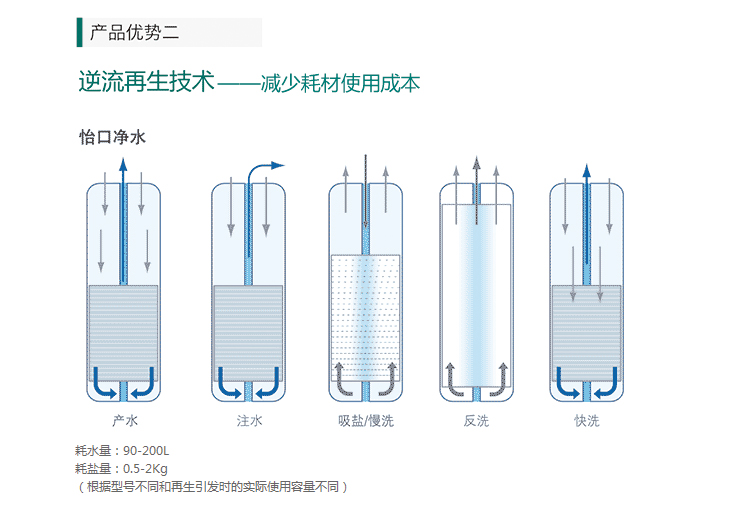 产品优势二
逆流再生技术——减少耗材使用成本
怡口净水
产水 注水 吸盐/慢洗 反洗 快洗
耗水量：90-200L
耗盐量：0.5-2Kg
（根据型号不同和再生引发时的实际使用容量不同）